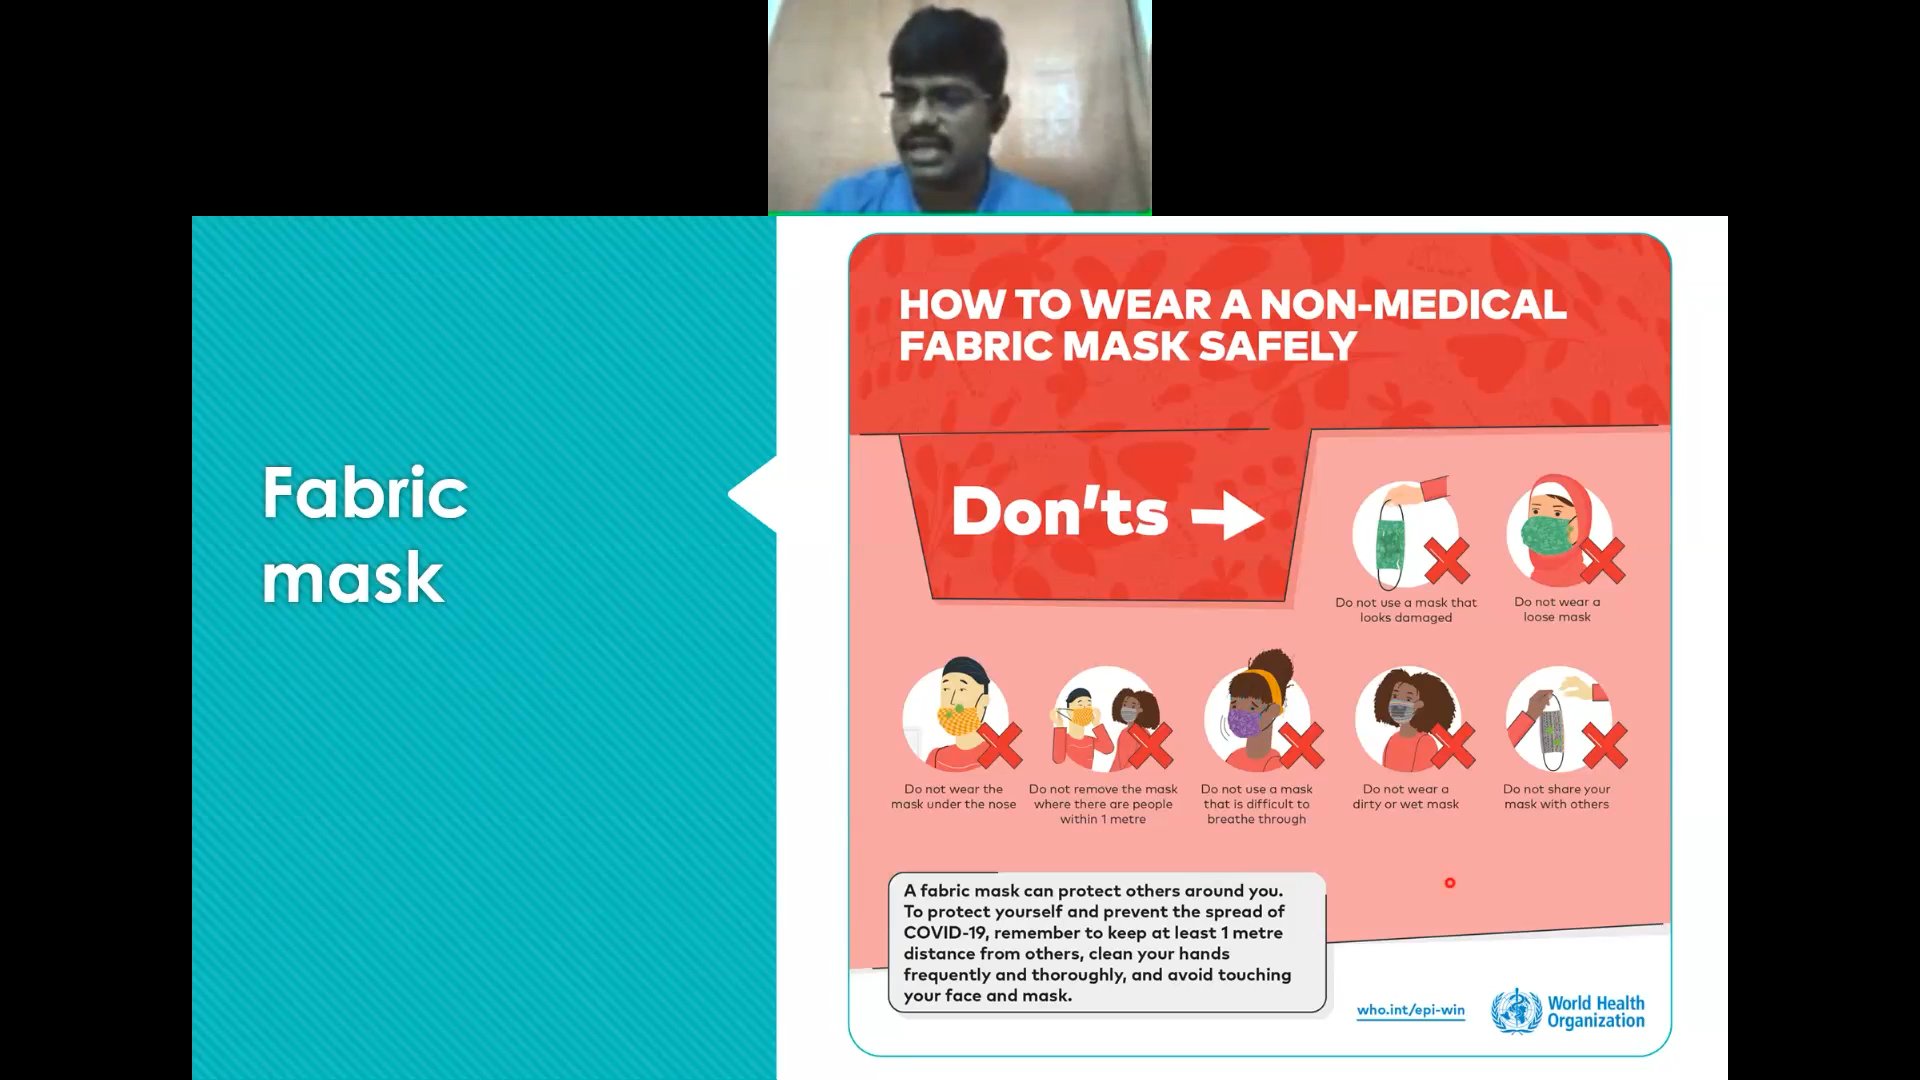 Fabric
mask
HOW TO WEAR A NON-MEDICAL
FABRIC MASK SAFELY
Don'ts
Do not use a mask that
looks damaged
Do not wear a
loose mask
Do not wear the
mask under the nose
Do not remove the mask
where there are people
within 1 metre
Do not use a mask
that is difficult to
breathe through
Do not wear a
dirty or wet mask
Do not share your
mask with others
A fabric mask can protect others around you.
To protect yourself and prevent the spread of
COVID-19, remember to keep at least 1 metre
distance from others, clean your hands
frequently and thoroughly, and avoid touching
your face and mask.
who.int/epi-win
World Health
Organization